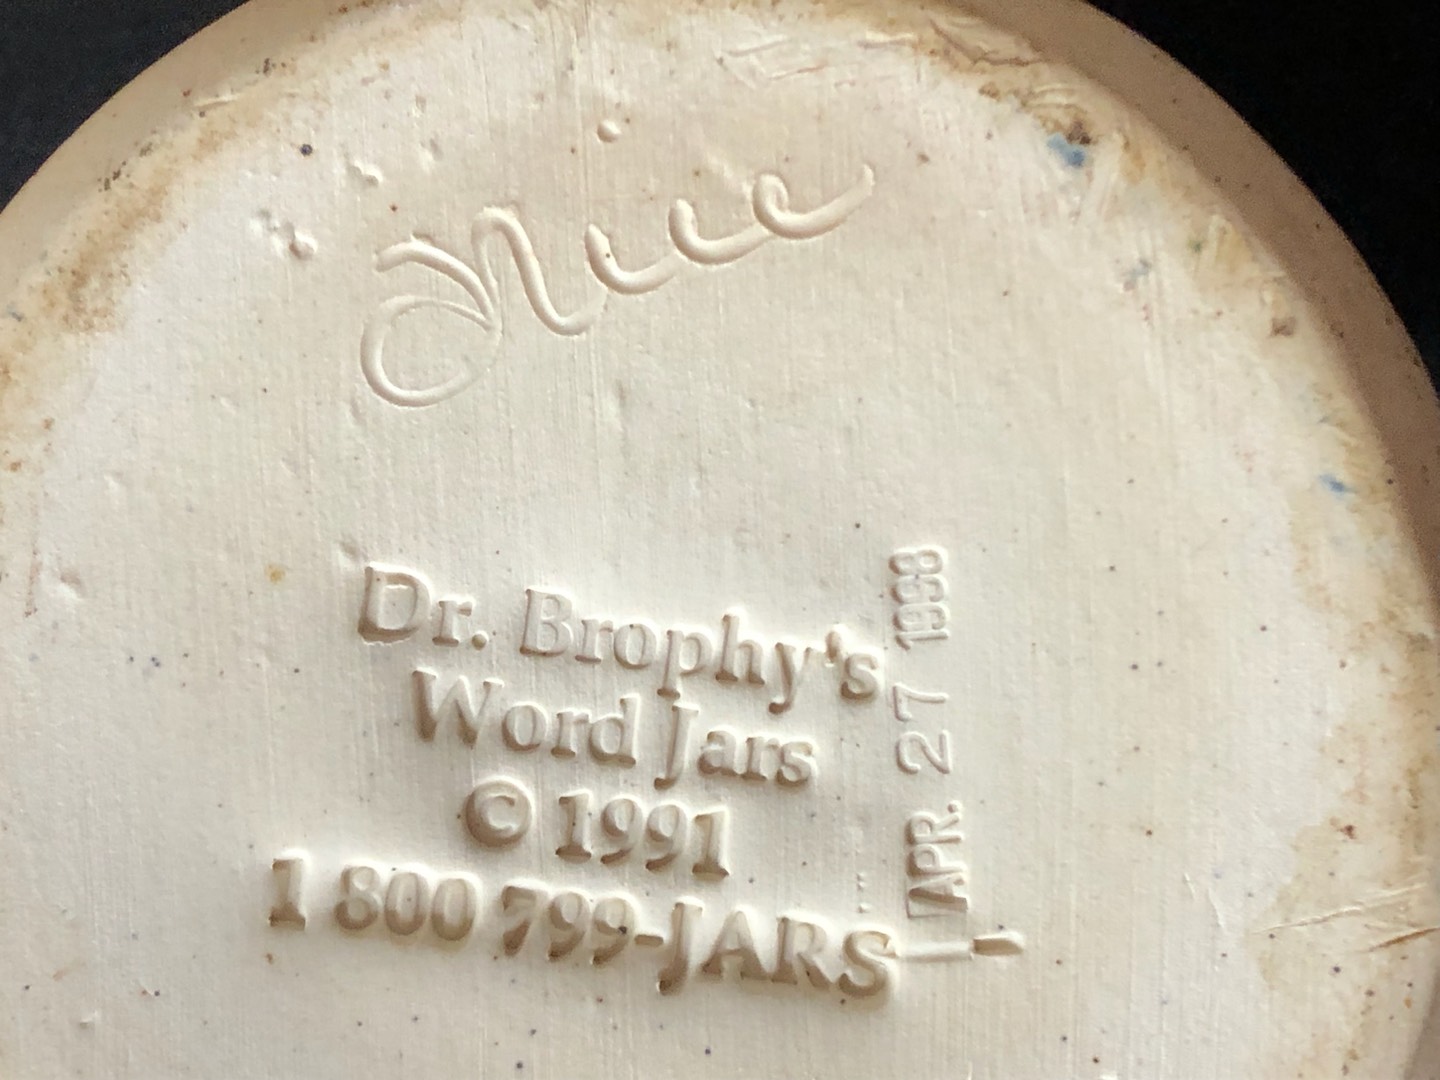 Nice
Dr. Brophy's
Word Jars
© 1991
1 800 799-JARS
APR. 27 1998